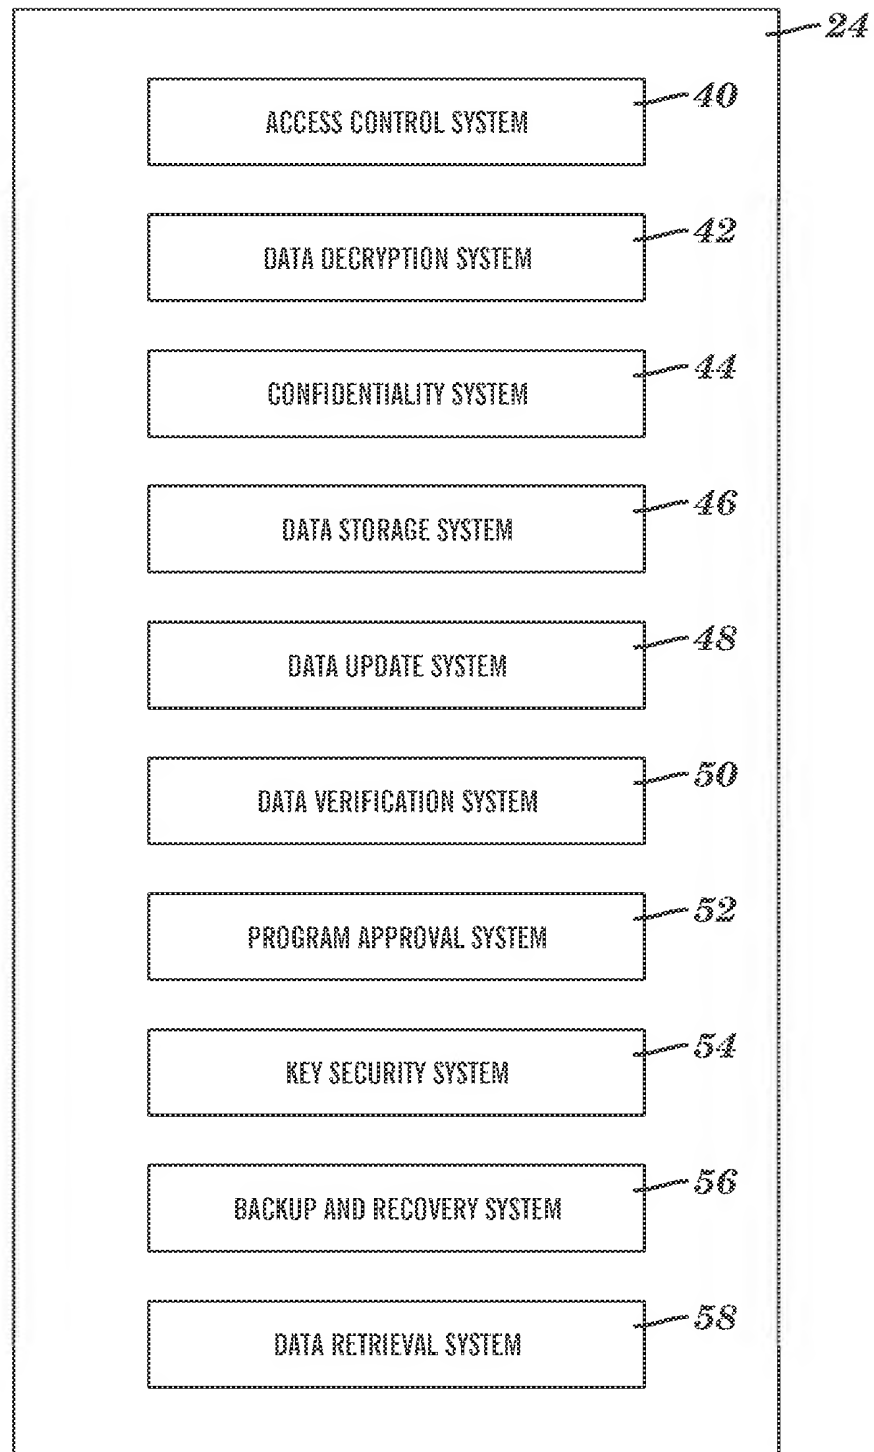 24
ACCESS CONTROL SYSTEM 40
DATA DECRYPTION SYSTEM 42
CONFIDENTIALITY SYSTEM 44
DATA STORAGE SYSTEM 46
DATA UPDATE SYSTEM 48
DATA VERIFICATION SYSTEM 50
PROGRAM APPROVAL SYSTEM 52
KEY SECURITY SYSTEM 54
BACKUP AND RECOVERY SYSTEM 56
DATA RETRIEVAL SYSTEM 58